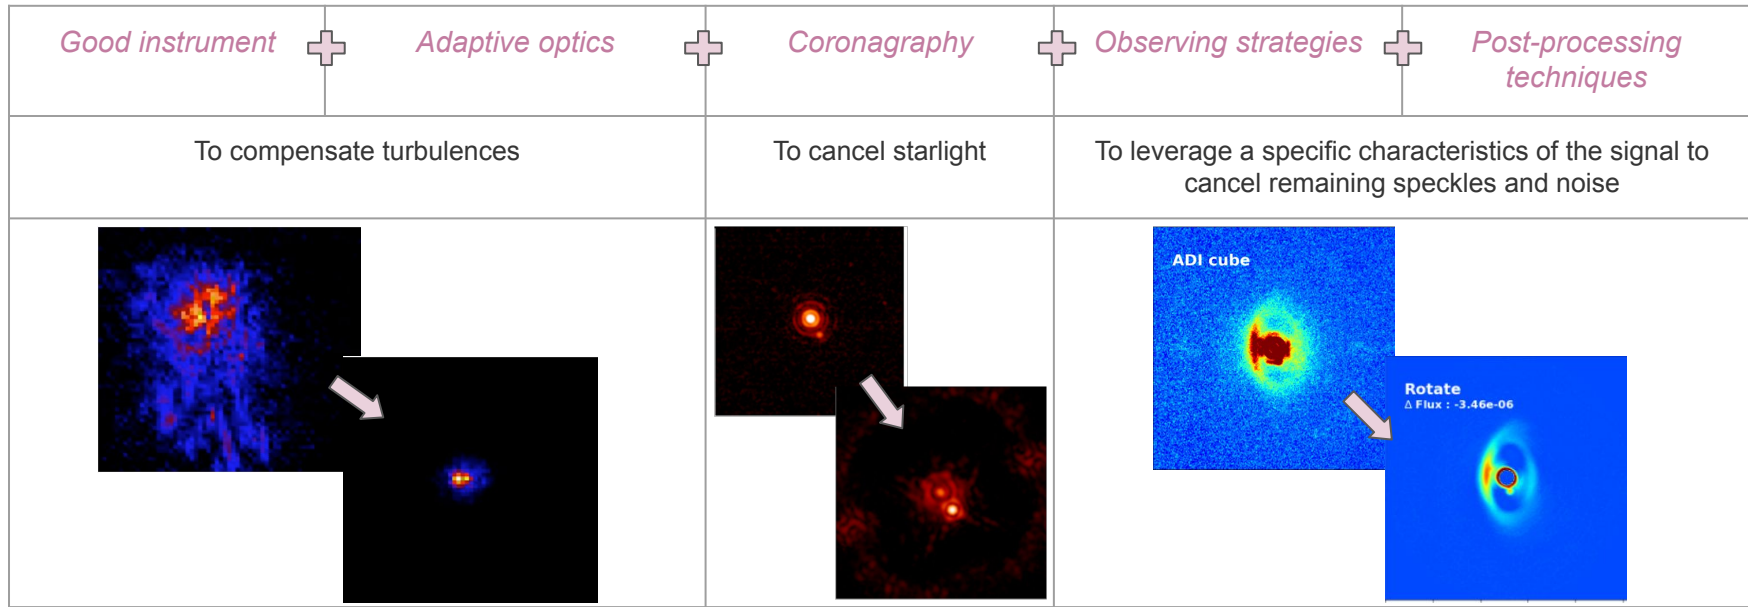 Good instrument
Adaptive optics
Coronagraphy
Observing strategies
Post-processing
techniques
To compensate turbulences
To cancel starlight
To leverage a specific characteristics of the signal to
cancel remaining speckles and noise
ADI cube
Rotate
Δ Flux : -3.46e-06